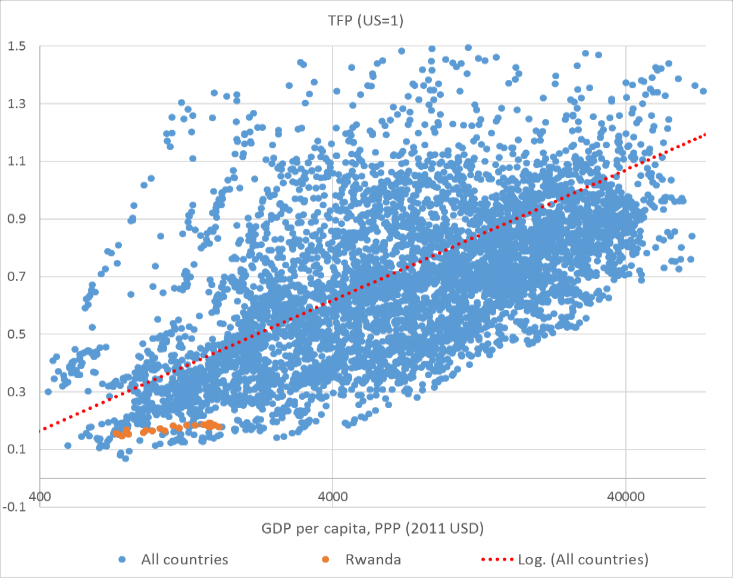 TFP (US=1)
1.5
1.3
1.1
0.9
0.7
0.5
0.3
0.1
-0.1
400 4000 40000
GDP per capita, PPP (2011 USD)
All countries Rwanda Log. (All countries)